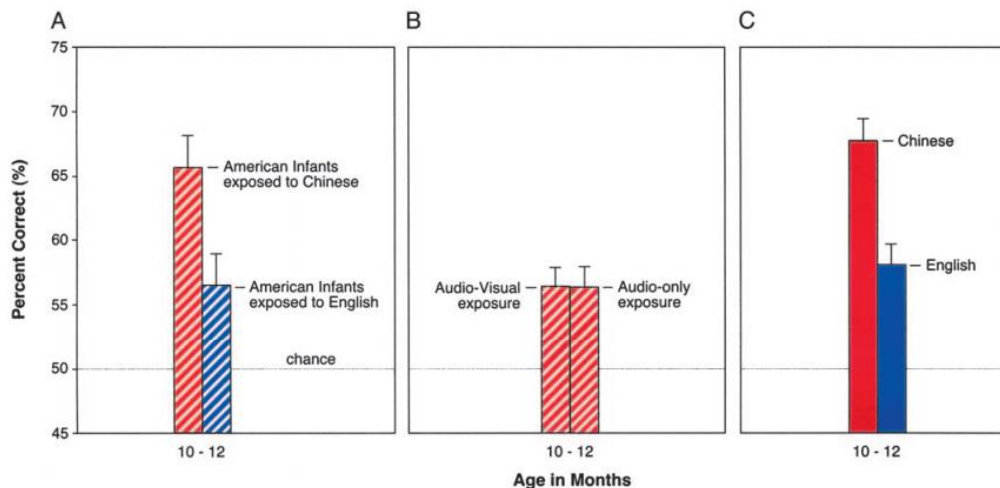 A
B
C
Percent Correct (%)
75
70
65
60
55
50
45
American Infants
exposed to Chinese
American Infants
exposed to English
chance
10 - 12
Audio-Visual
exposure
Audio-only
exposure
10 - 12
Chinese
English
10 - 12
Age in Months